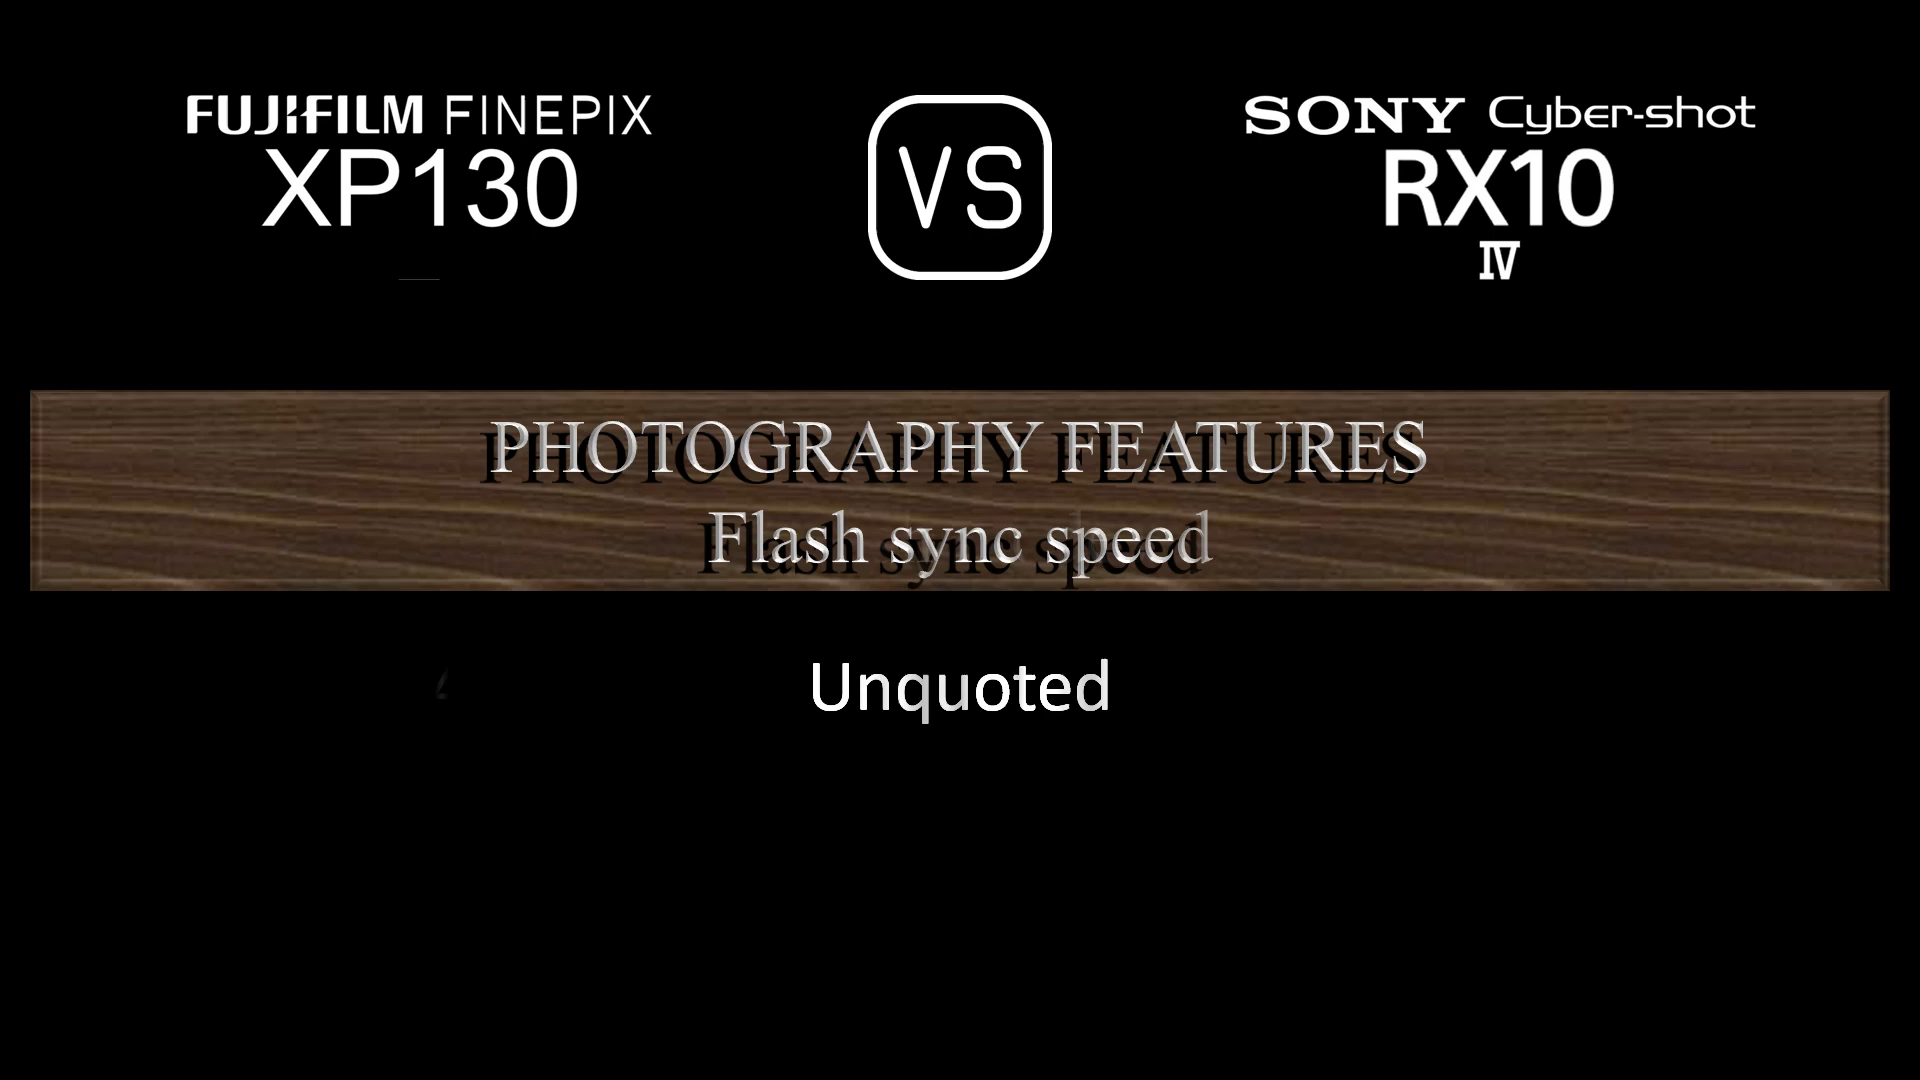 FUJIFILM FINEPIX
XP130
VS
SONY Cyber-shot
RX10
IV
PHOTOGRAPHY FEATURES
Flash sync speed
Unquoted